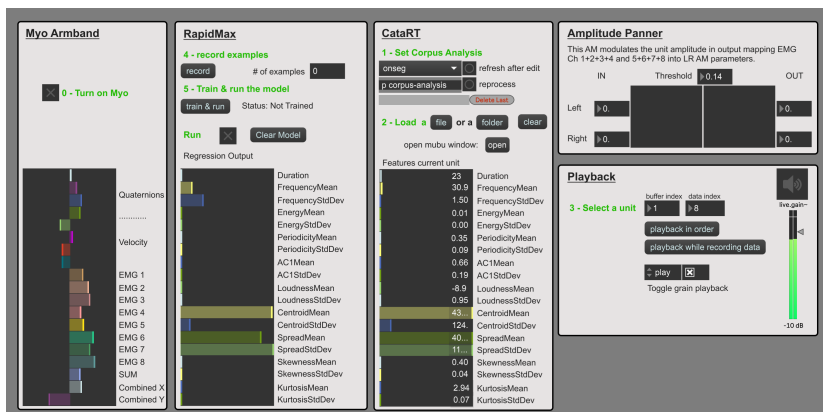 Myo Armband
0 - Turn on Myo
Quaternions
............
Velocity
EMG 1
EMG 2
EMG 3
EMG 4
EMG 5
EMG 6
EMG 7
EMG 8
SUM
Combined X
Combined Y
RapidMax
4 - record examples
record
# of examples
0
5 - Train & run the model
train & run
Status: Not Trained
Run
Clear Model
Regression Output
Duration
FrequencyMean
FrequencyStdDev
EnergyMean
EnergyStdDev
PeriodicityMean
PeriodicityStdDev
AC1Mean
AC1StdDev
LoudnessMean
LoudnessStdDev
CentroidMean
CentroidStdDev
SpreadMean
SpreadStdDev
SkewnessMean
SkewnessStdDev
KurtosisMean
KurtosisStdDev
CataRT
1 - Set Corpus Analysis
onseg
refresh after edit
p corpus-analysis
reprocess
Delete Last
2 - Load a file or a folder clear
open mubu window: open
Features current unit
23 Duration
30.9 FrequencyMean
1.50 FrequencyStdDev
0.01 EnergyMean
0.00 EnergyStdDev
0.35 PeriodicityMean
0.09 PeriodicityStdDev
0.66 AC1Mean
0.19 AC1StdDev
-8.9 LoudnessMean
0.95 LoudnessStdDev
43... CentroidMean
124. CentroidStdDev
40... SpreadMean
11... SpreadStdDev
0.40 SkewnessMean
0.04 SkewnessStdDev
2.94 KurtosisMean
0.07 KurtosisStdDev
Amplitude Panner
This AM modulates the unit amplitude in output mapping EMG
Ch 1+2+3+4 and 5+6+7+8 into LR AM parameters.
IN
Threshold
0.14
OUT
Left
0.
0.
Right
0.
0.
Playback
3 - Select a unit
buffer index
data index
1
8
live.gain~
playback in order
playback while recording data
play
Toggle grain playback
-10 dB